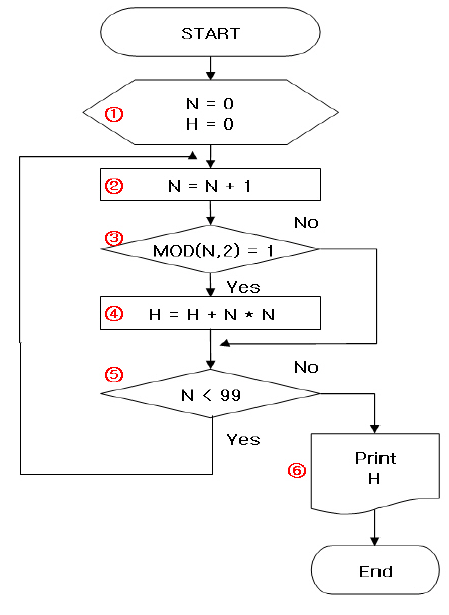 START
① N = 0
H = 0
② N = N + 1
No
③ MOD(N,2) = 1
Yes
④ H = H + N * N
No
⑤ N < 99
Yes
⑥ Print
H
End